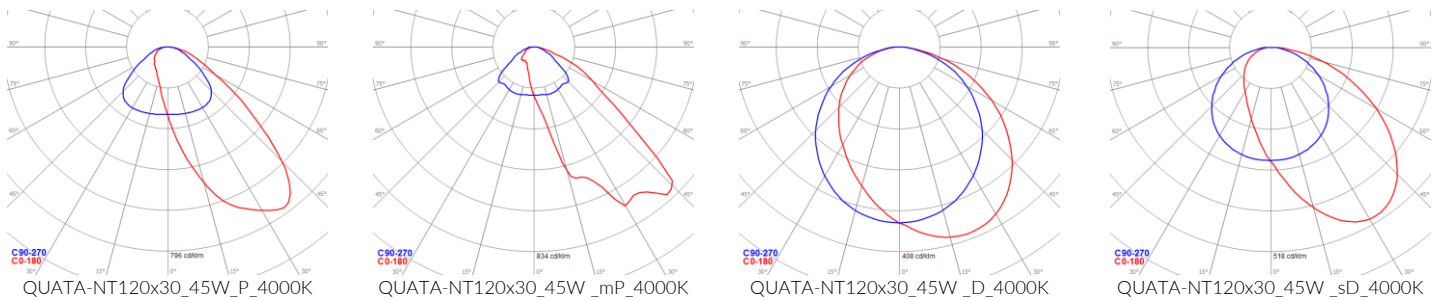 90° 90° 90° 90° 90° 90° 90° 90°
75° 75° 75° 75° 75° 75° 75° 75°
60° 60° 60° 60° 60° 60° 60° 60°
45° 45° 45° 45° 45° 45° 45° 45°
C90-270 C90-270 C90-270 C90-270
C0-180 796 cd/klm C0-180 834 cd/klm C0-180 408 cd/klm C0-180 518 cd/klm
30° 15° 0° 15° 30° 30° 15° 0° 15° 30° 30° 15° 0° 15° 30° 30° 15° 0° 15° 30°
QUATA-NT120x30_45W_P_4000K QUATA-NT120x30_45W _mP_4000K QUATA-NT120x30_45W _D_4000K QUATA-NT120x30_45W _sD_4000K